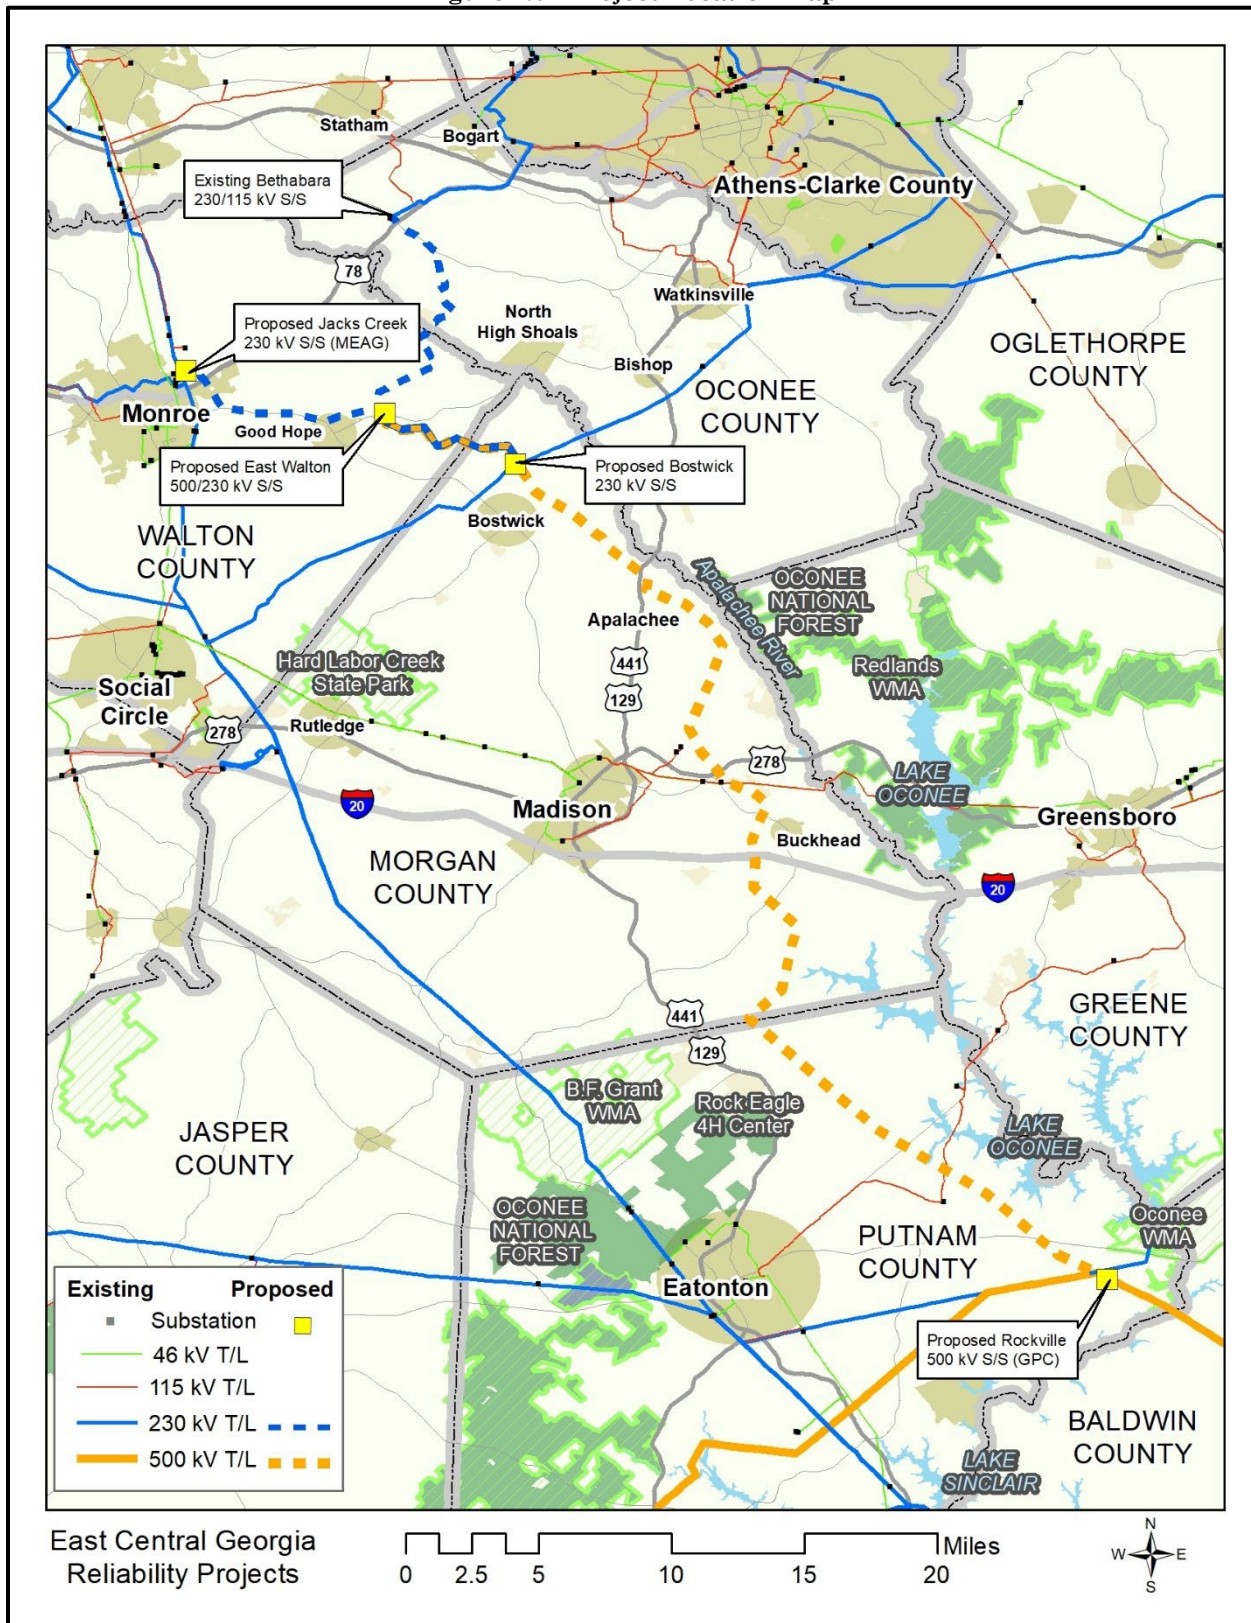 Statham
Bogart
Existing Bethabara
230/115 kV S/S
Athens-Clarke County
78
Watkinsville
North
High Shoals
Proposed Jacks Creek
230 kV S/S (MEAG)
OGLETHORPE
COUNTY
Bishop
OCONEE
COUNTY
Monroe
Good Hope
Proposed East Walton
500/230 kV S/S
Proposed Bostwick
230 kV S/S
Bostwick
WALTON
COUNTY
Apalachee River
OCONEE
NATIONAL
FOREST
Apalachee
441
129
Redlands
WMA
Hard Labor Creek
State Park
Social
Circle
278
Rutledge
278
LAKE
OCONEE
20
Madison
Greensboro
Buckhead
MORGAN
COUNTY
20
GREENE
COUNTY
441
129
B.F. Grant
WMA
Rock Eagle
4H Center
JASPER
COUNTY
LAKE
OCONEE
OCONEE
NATIONAL
FOREST
PUTNAM
COUNTY
Oconee
WMA
Eatonton
Proposed Rockville
500 kV S/S (GPC)
BALDWIN
COUNTY
LAKE
SINCLAIR
Existing Proposed
Substation
46 kV T/L
115 kV T/L
230 kV T/L
500 kV T/L
East Central Georgia
Reliability Projects
0 2.5 5 10 15 20
Miles
N
W E
S